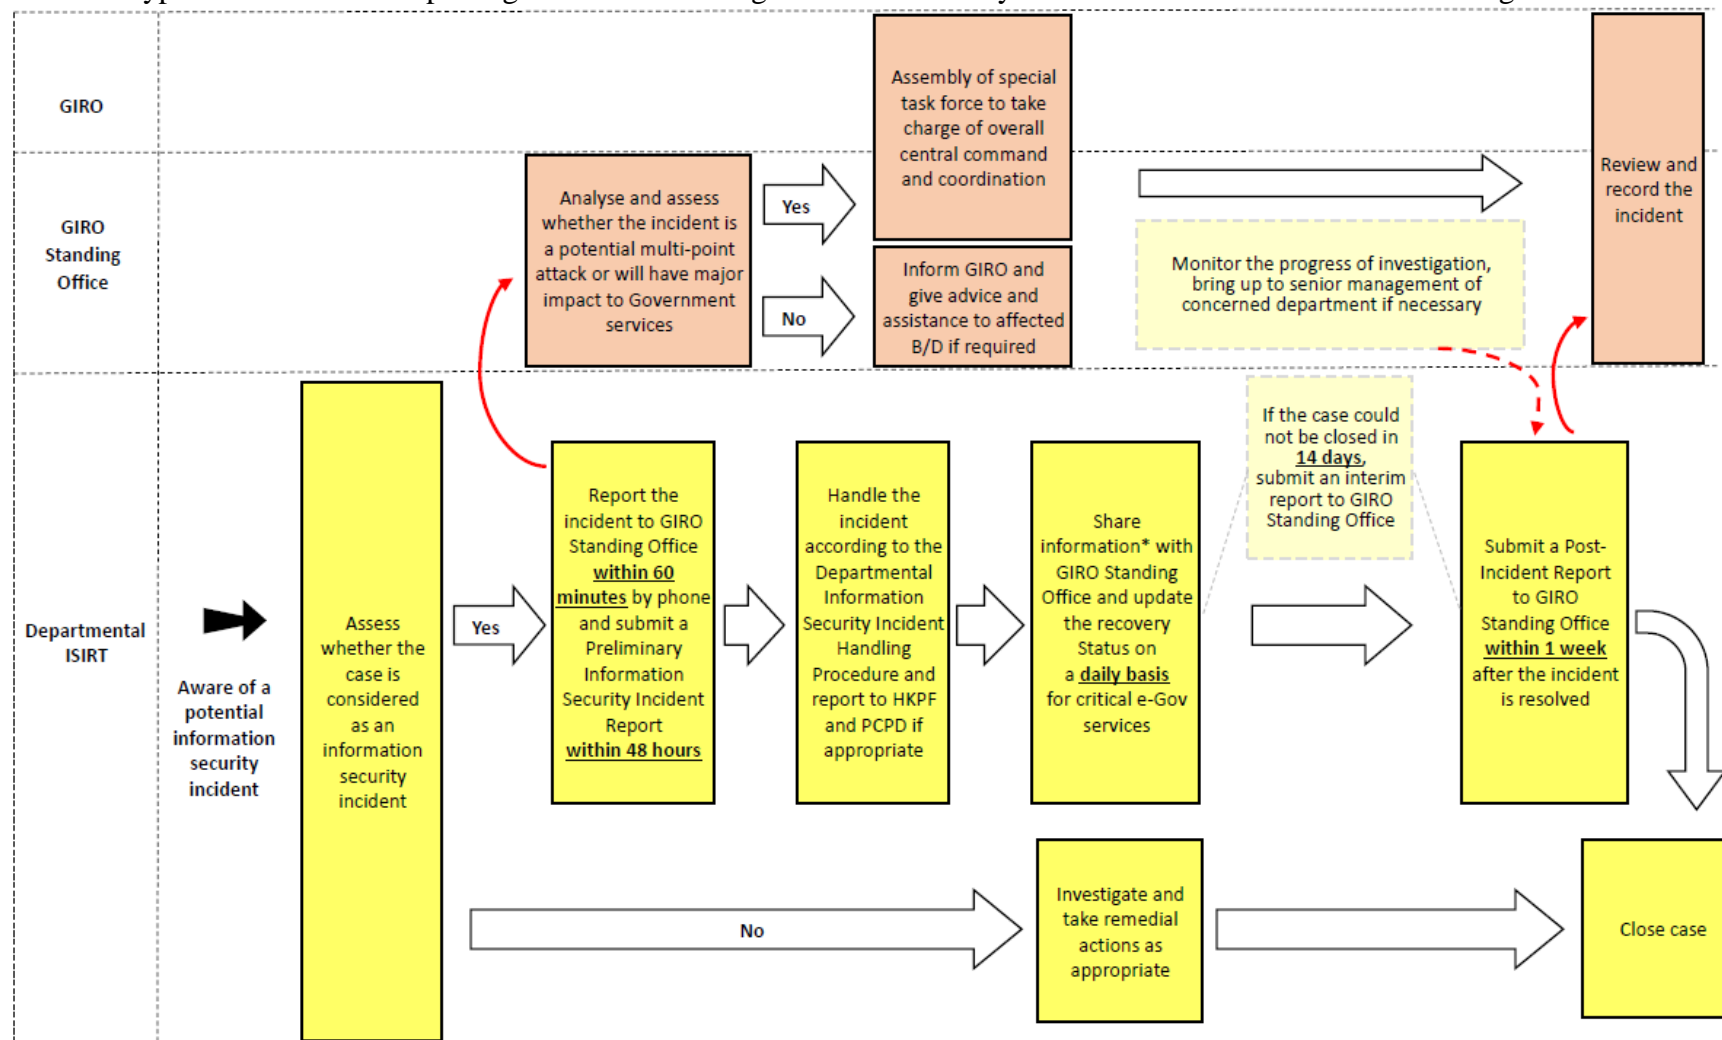 GIRO
Assembly of special
task force to take
charge of overall
central command
and coordination
Review and
record the
incident
GIRO
Standing
Office
Analyse and assess
whether the incident is
a potential multi-point
attack or will have major
impact to Government
services
Yes
No
Inform GIRO and
give advice and
assistance to affected
B/D if required
Monitor the progress of investigation,
bring up to senior management of
concerned department if necessary
Departmental
ISIRT
Aware of a
potential
information
security
incident
Assess
whether the
case is
considered
as an
information
security
incident
Yes
Report the
incident to GIRO
Standing Office
within 60
minutes by phone
and submit a
Preliminary
Information
Security Incident
Report
within 48 hours
Handle the
incident
according to the
Departmental
Information
Security Incident
Handling
Procedure and
report to HKPF
and PCPD if
appropriate
Share
information* with
GIRO Standing
Office and update
the recovery
Status on
a daily basis
for critical e-Gov
services
If the case could
not be closed in
14 days,
submit an interim
report to GIRO
Standing Office
Submit a Post-
Incident Report
to GIRO
Standing Office
within 1 week
after the incident
is resolved
No
Investigate and
take remedial
actions as
appropriate
Close case